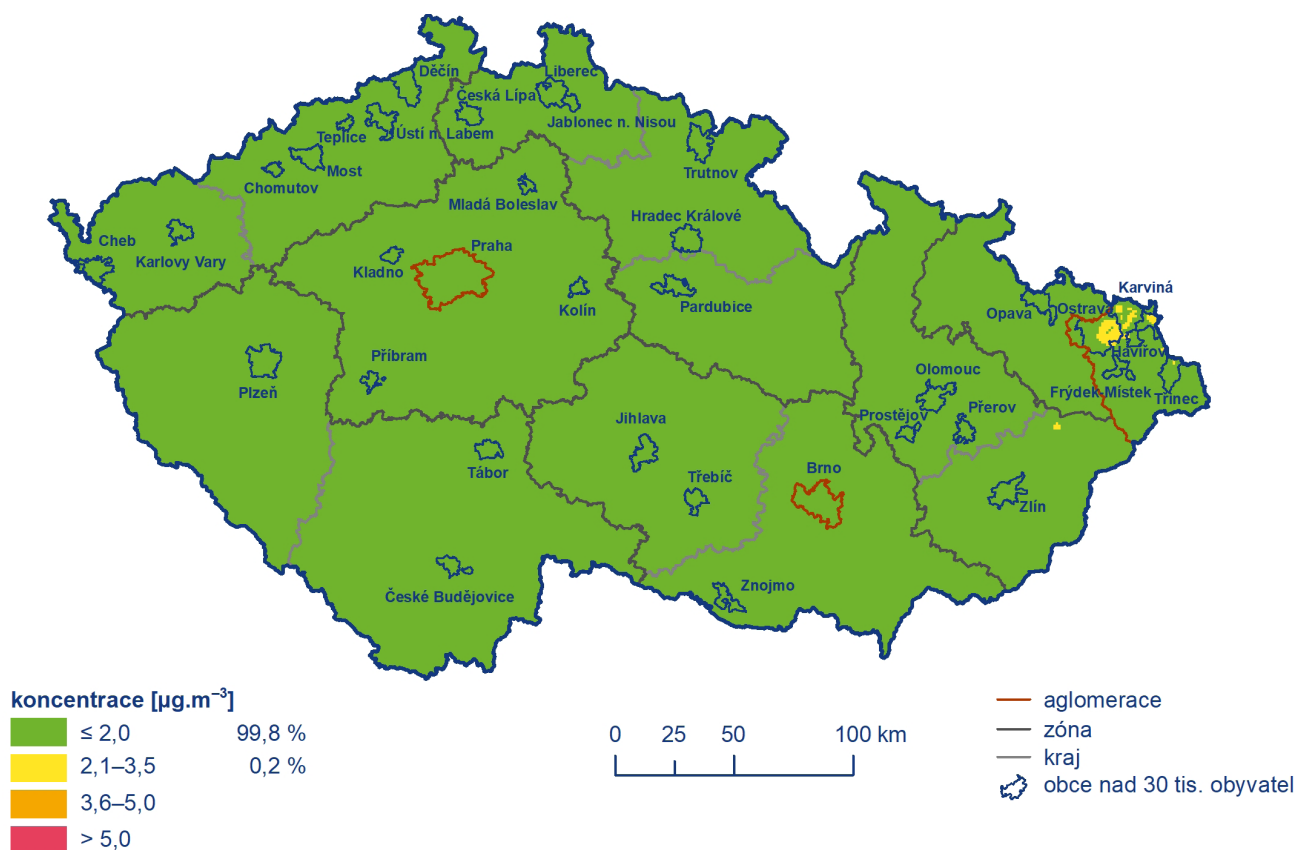 Děčín
Liberec
Česká Lípa
Jablonec n. Nisou
Teplice
Ústí n. Labem
Most
Chomutov
Trutnov
Mladá Boleslav
Hradec Králové
Cheb
Karlovy Vary
Praha
Kladno
Kolín
Pardubice
Karviná
Opava
Ostrava
Havířov
Příbram
Plzeň
Olomouc
Frýdek-Místek
Třinec
Prostějov
Přerov
Jihlava
Tábor
Třebíč
Brno
Zlín
České Budějovice
Znojmo
koncentrace [µg.m⁻³]
≤ 2,0 99,8 %
2,1–3,5 0,2 %
3,6–5,0
> 5,0
0 25 50 100 km
aglomerace
zóna
kraj
obce nad 30 tis. obyvatel